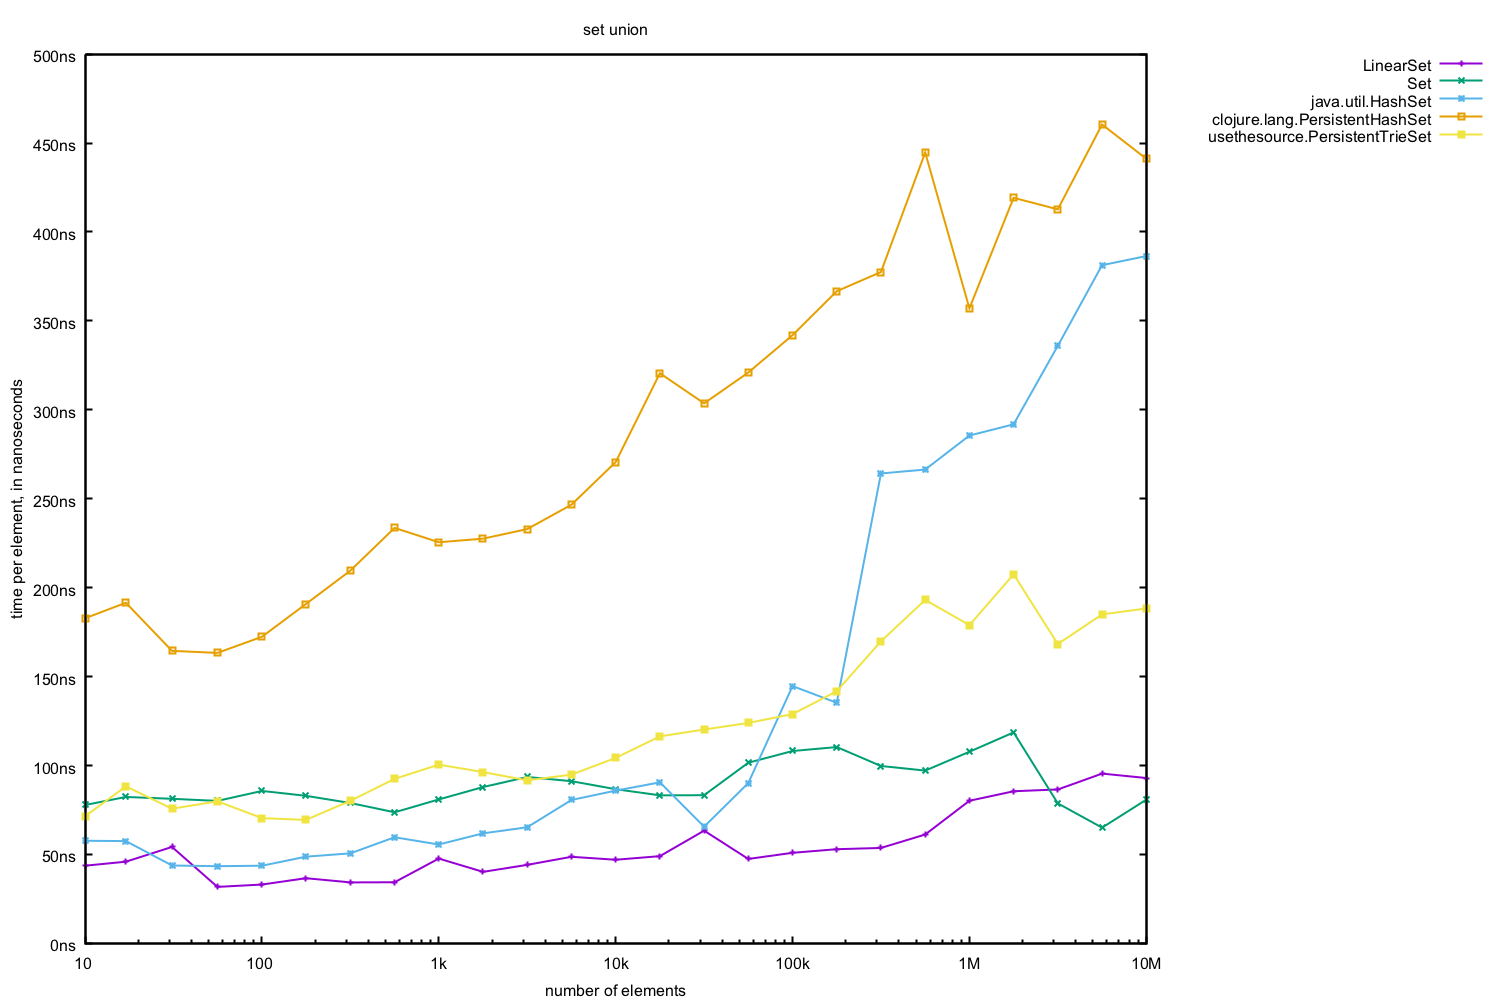 set union
500ns
450ns
400ns
350ns
300ns
250ns
200ns
150ns
100ns
50ns
0ns
time per element, in nanoseconds
10
100
1k
10k
100k
1M
10M
number of elements
LinearSet
Set
java.util.HashSet
clojure.lang.PersistentHashSet
usethesource.PersistentTrieSet